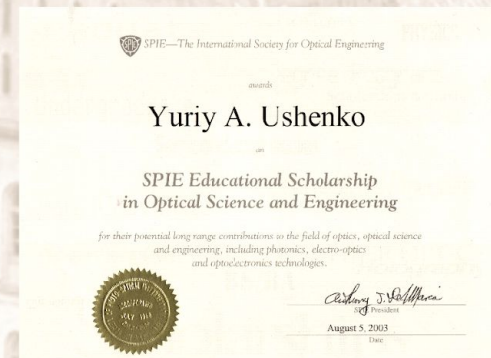 SPIE—The International Society for Optical Engineering
awards
Yuriy A. Ushenko
an
SPIE Educational Scholarship
in Optical Science and Engineering
for their potential long range contributions to the field of optics, optical science
and engineering, including photonics, electro-optics
and optoelectronics technologies.
SPIE President
August 5, 2003
Date